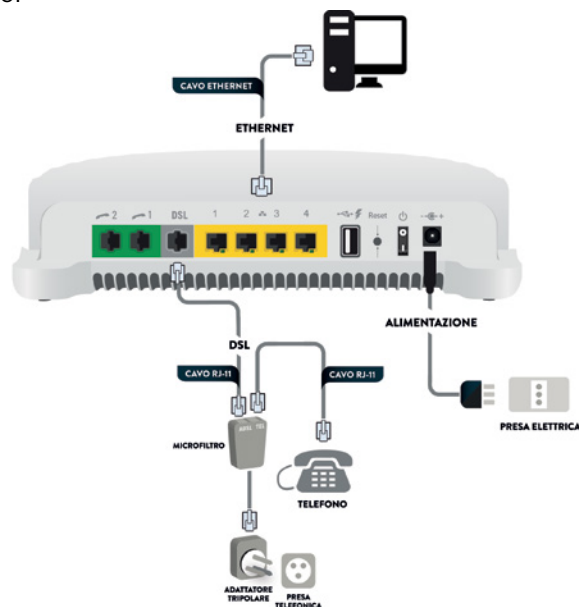 CAVO ETHERNET
ETHERNET
2 1 DSL 1 2 3 4 Reset
ALIMENTAZIONE
DSL
CAVO RJ-11 CAVO RJ-11
PRESA ELETTRICA
ADSL TEL
MICROFILTRO
TELEFONO
ADATTATORE
TRIPOLARE
PRESA
TELEFONICA